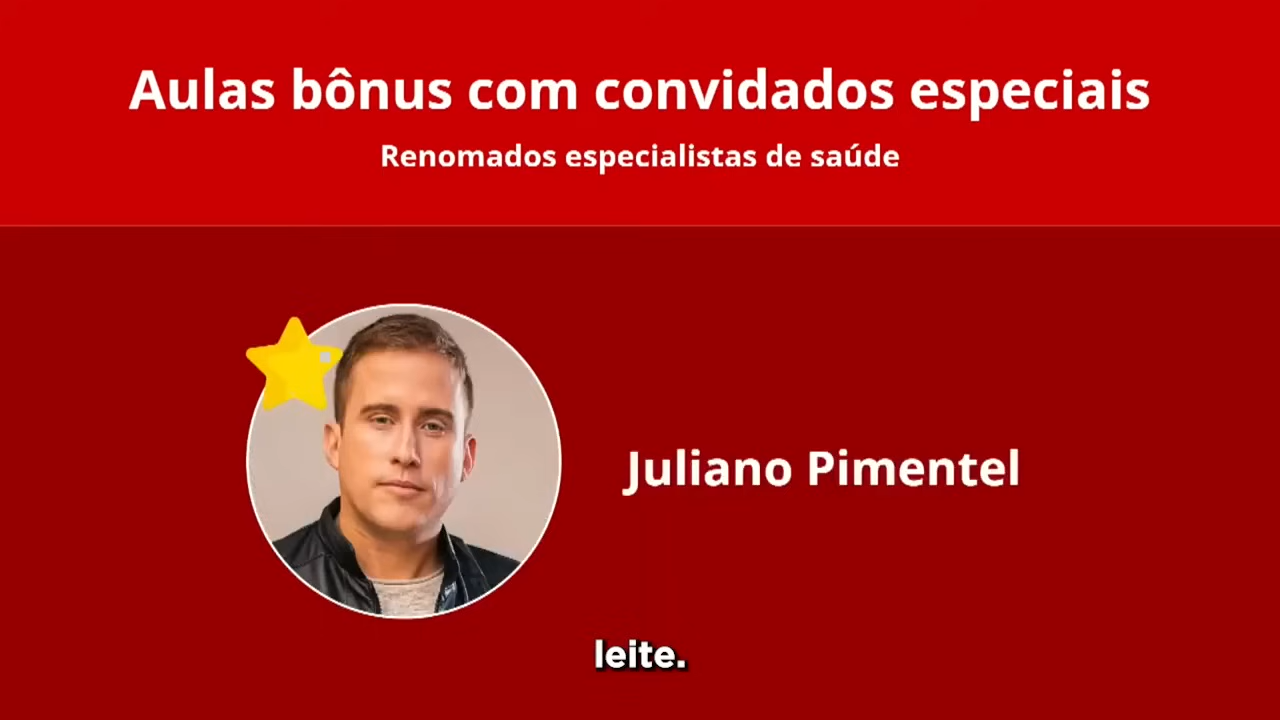 Aulas bônus com convidados especiais
Renomados especialistas de saúde
Juliano Pimentel
leite.